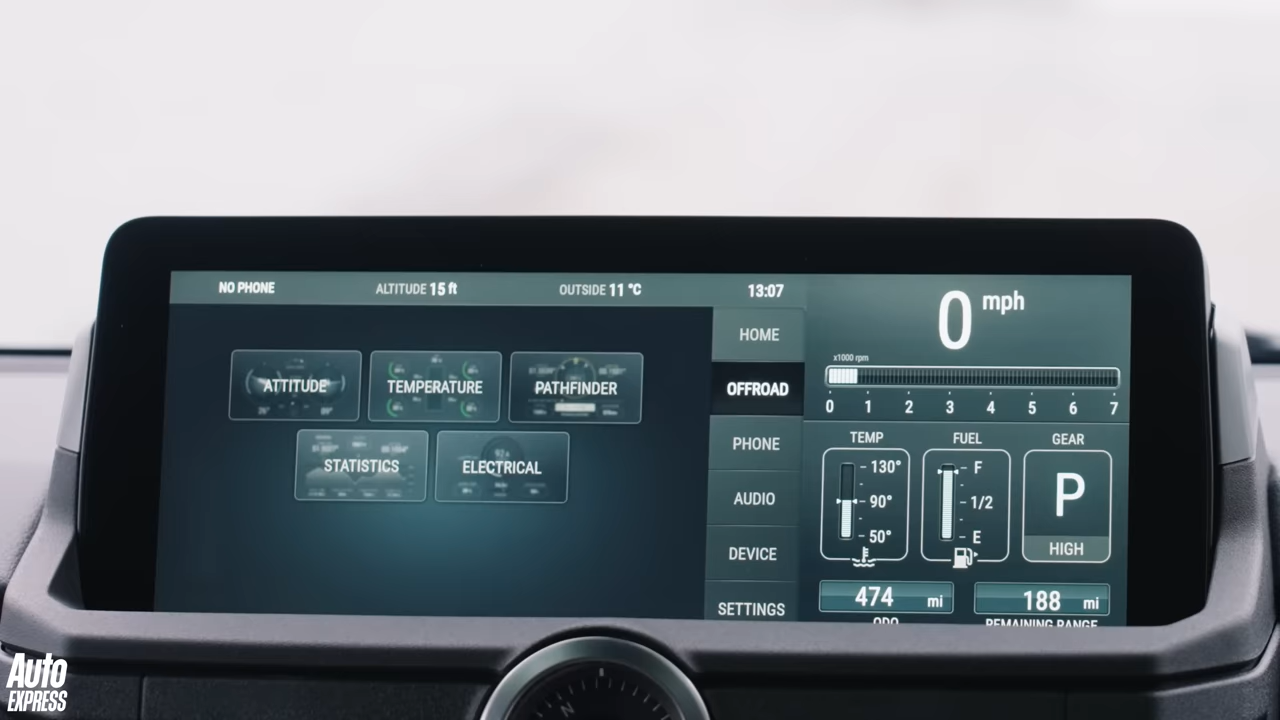 NO PHONE
ALTITUDE 15 ft
OUTSIDE 11 °C
13:07
ATTITUDE
TEMPERATURE
PATHFINDER
STATISTICS
ELECTRICAL
HOME
OFFROAD
PHONE
AUDIO
DEVICE
SETTINGS
0 mph
x1000 rpm
0 1 2 3 4 5 6 7
TEMP
130°
90°
50°
FUEL
F
1/2
E
GEAR
P
HIGH
474 mi
ODO
188 mi
REMAINING RANGE
N
Auto
EXPRESS